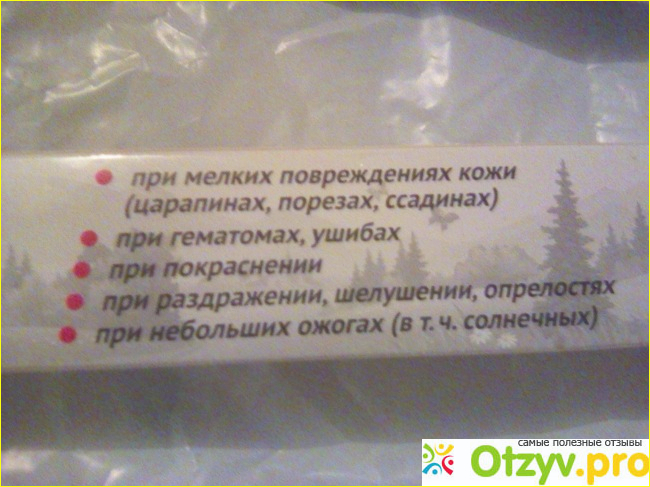 при мелких повреждениях кожи
(царапинах, порезах, ссадинах)
при гематомах, ушибах
при покраснении
при раздражении, шелушении, опрелостях
при небольших ожогах (в т. ч. солнечных)
самые полезные отзывы
Otzyv.pro